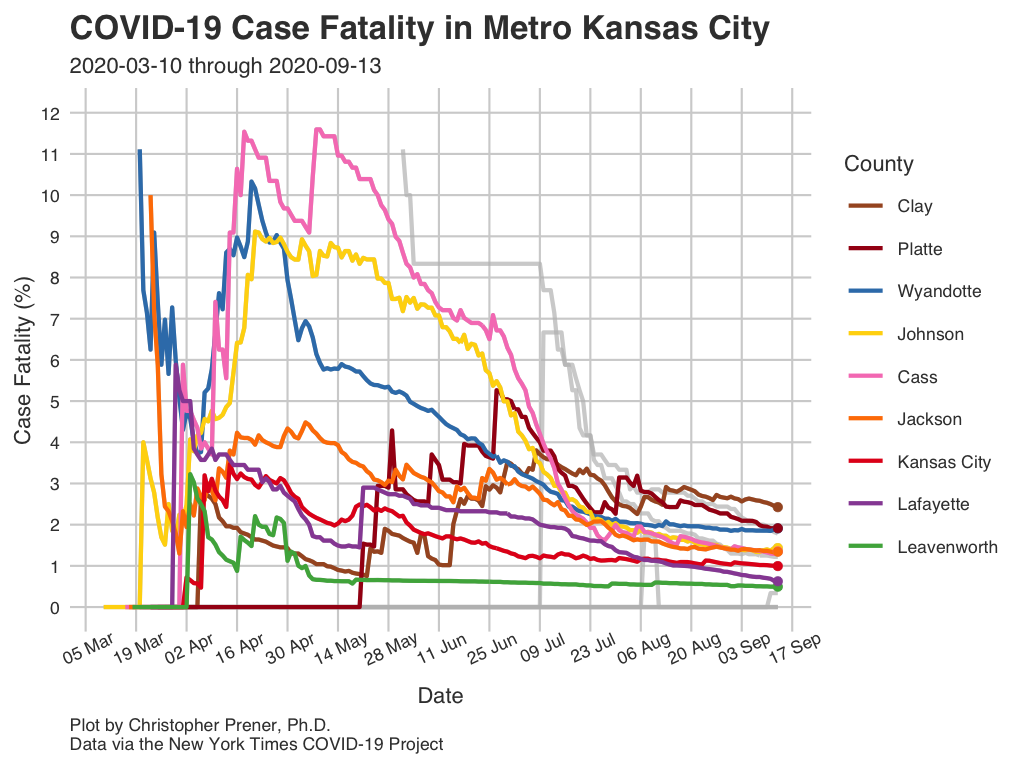 COVID-19 Case Fatality in Metro Kansas City
2020-03-10 through 2020-09-13
Case Fatality (%)
12
11
10
9
8
7
6
5
4
3
2
1
0
05 Mar
19 Mar
02 Apr
16 Apr
30 Apr
14 May
28 May
11 Jun
25 Jun
09 Jul
23 Jul
06 Aug
20 Aug
03 Sep
17 Sep
Date
County
Clay
Platte
Wyandotte
Johnson
Cass
Jackson
Kansas City
Lafayette
Leavenworth
Plot by Christopher Prener, Ph.D.
Data via the New York Times COVID-19 Project